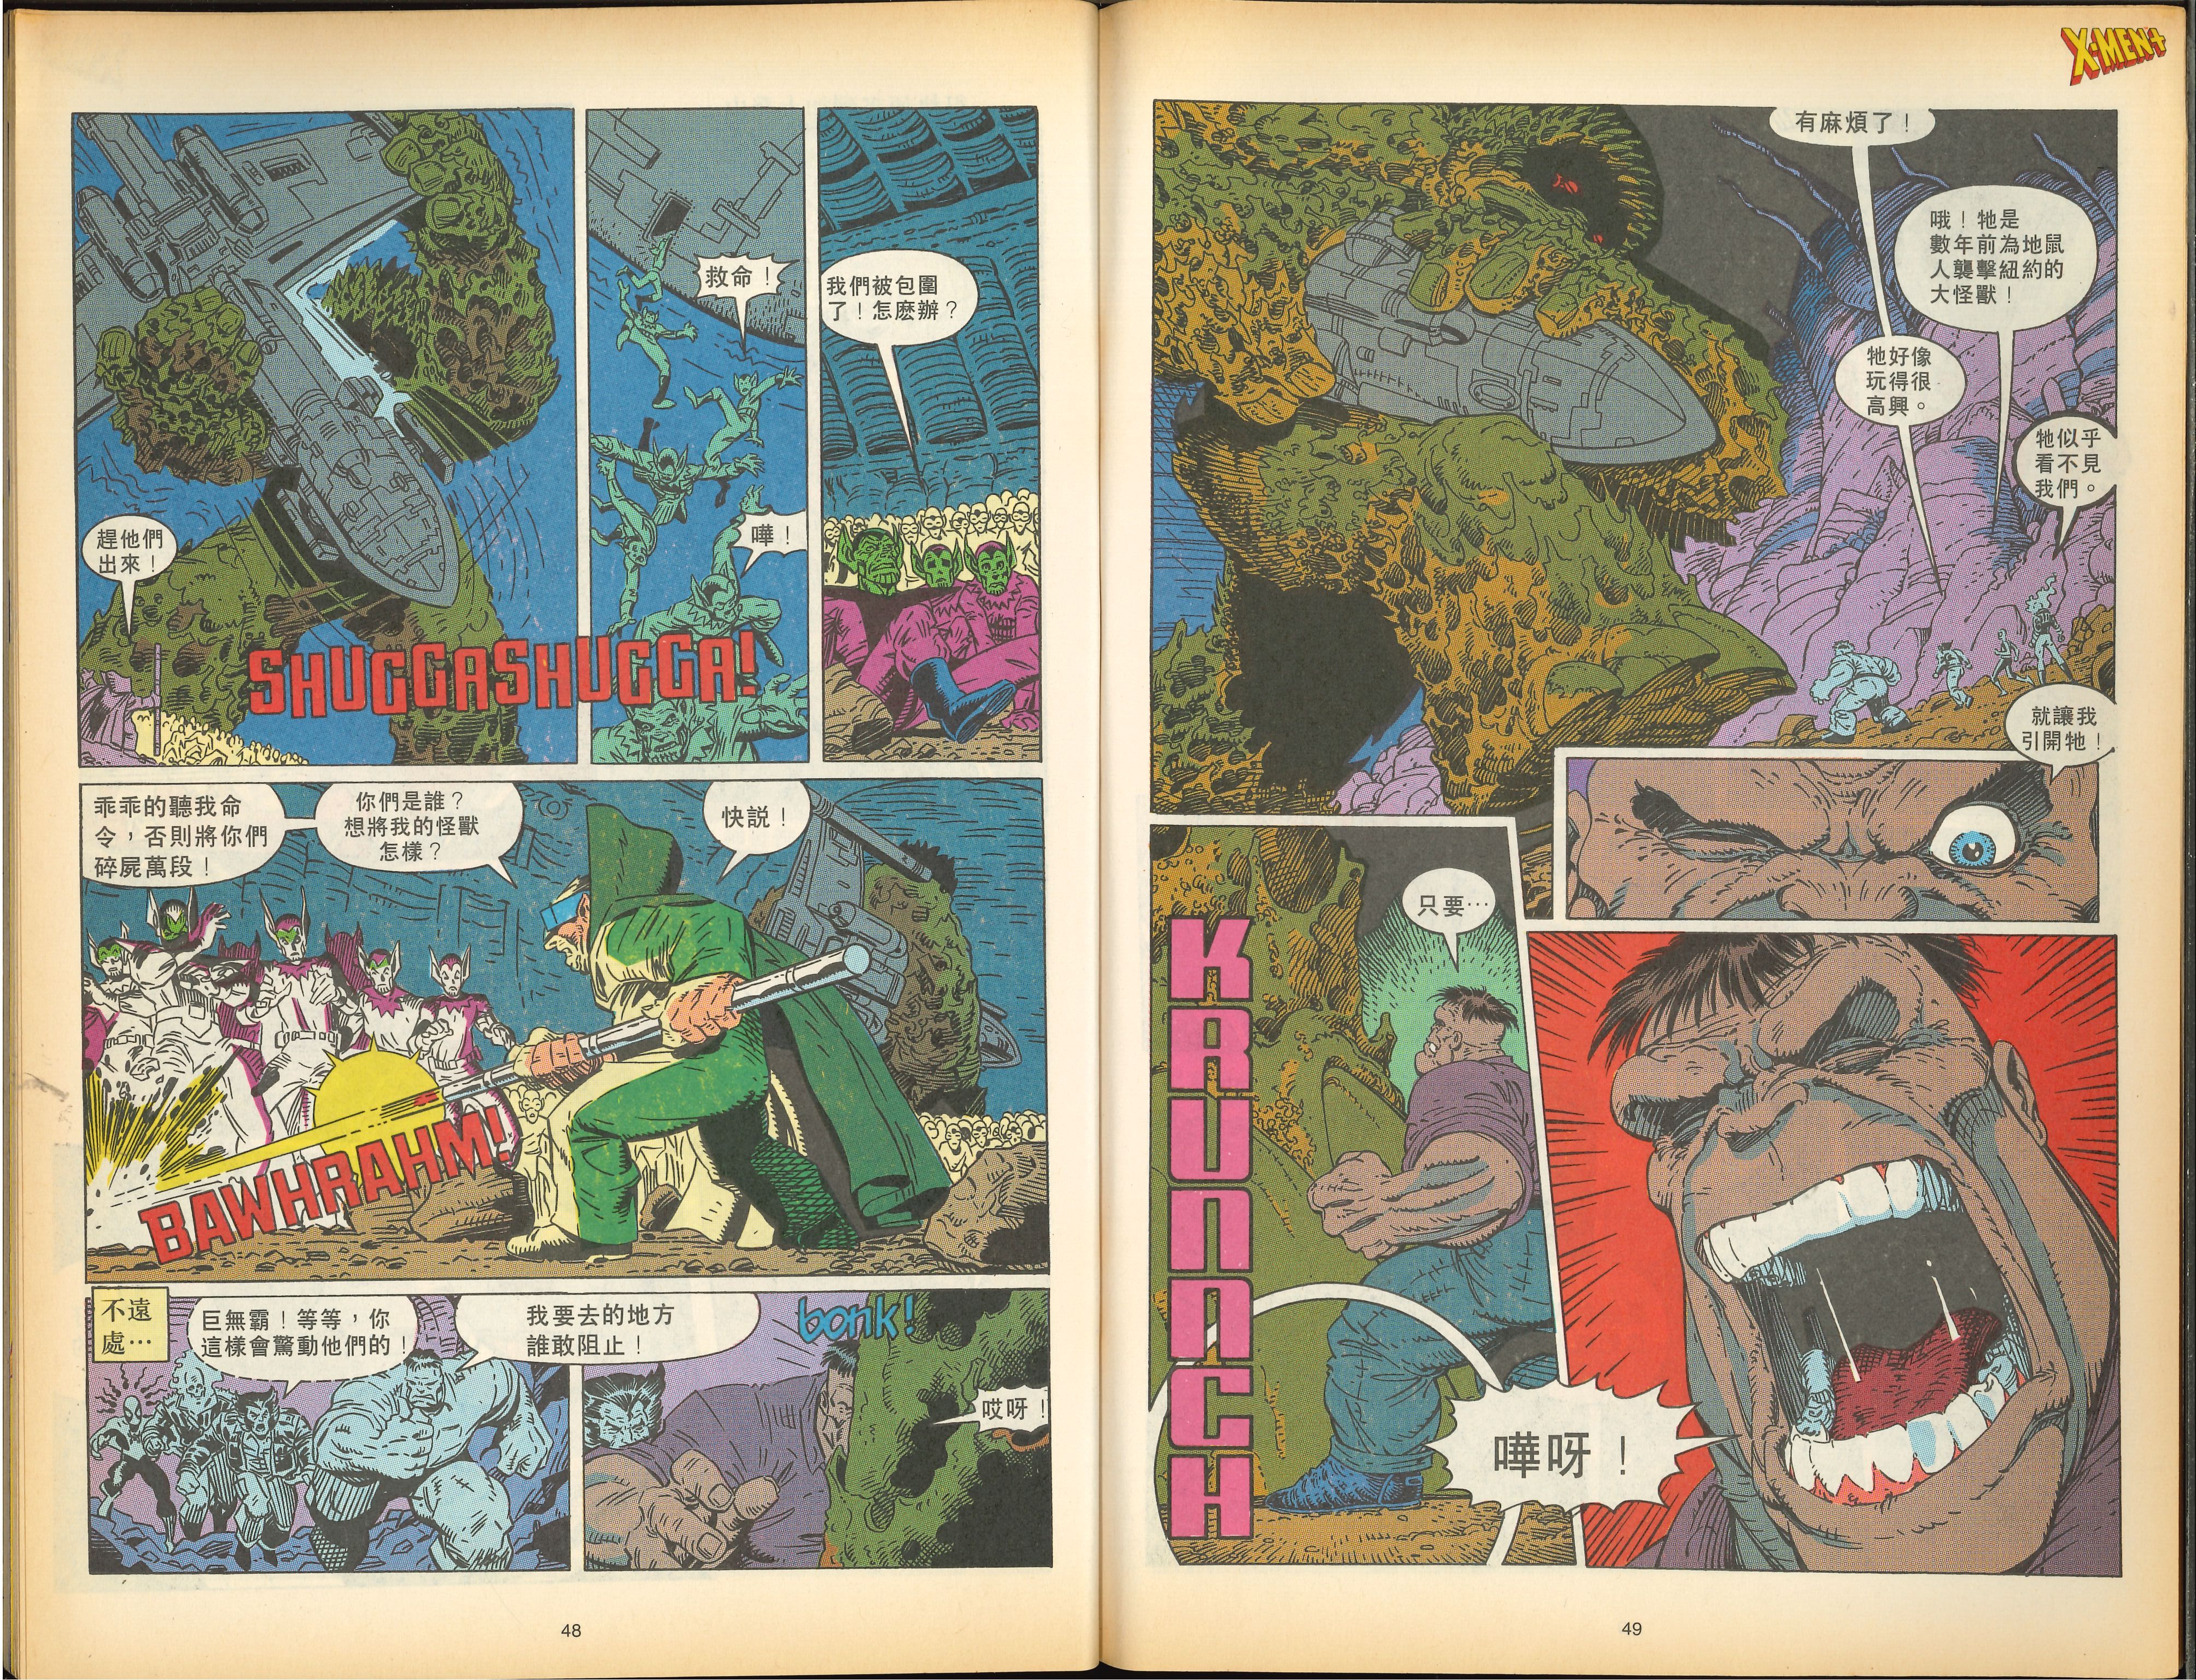 趕他們
出來！
救命！
嘩！
SHUGGASHUGGA!
我們被包圍
了！怎麽辦？
乖乖的聽我命
令，否則將你們
碎屍萬段！
你們是誰？
想將我的怪獸
怎樣？
快説！
BAWHRAHM!
不遠
處…
巨無霸！等等，你
這樣會驚動他們的！
我要去的地方
誰敢阻止！
bonk!
哎呀！
48
X-MEN+
有麻煩了！
哦！牠是
數年前為地鼠
人襲擊紐約的
大怪獸！
牠好像
玩得很
高興。
牠似乎
看不見
我們。
就讓我
引開牠！
只要…
KRUNNNCH
嘩呀！
49